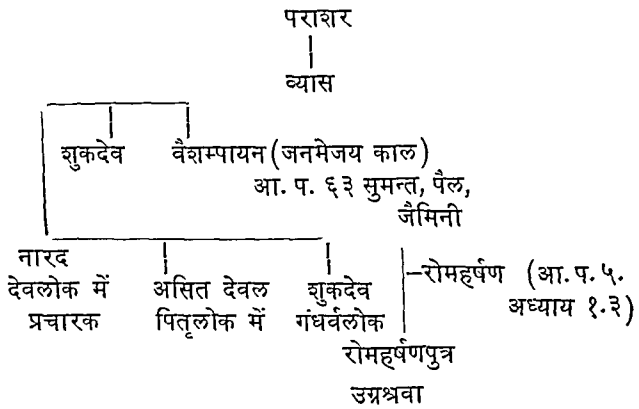 पराशर
व्यास
शुकदेव वैशम्पायन (जनमेजय काल)
आ. प. ६३ सुमन्त, पैल,
जैमिनी
नारद
देवलोक में
प्रचारक
असित देवल
पितृलोक में
शुकदेव
गंधर्वलोक
रोमहर्षण (आ. प. ५.
अध्याय १.३)
रोमहर्षणपुत्र
उग्रश्रवा